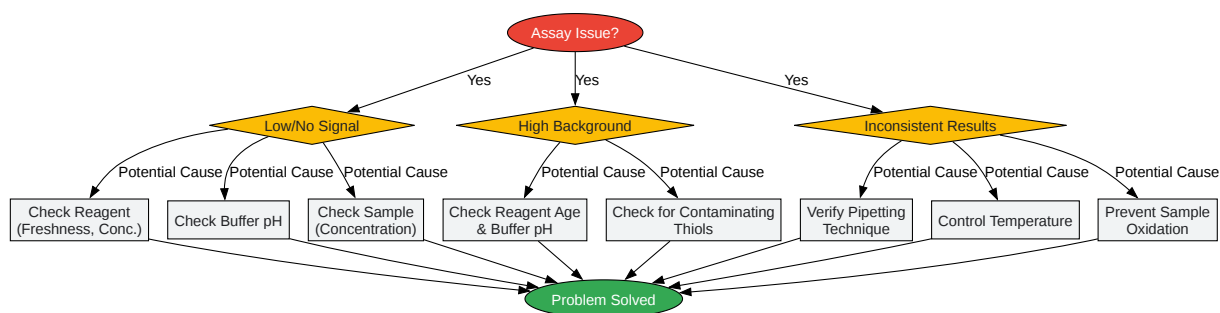 Assay Issue?
Yes
Yes
Yes
Low/No Signal
High Background
Inconsistent Results
Potential Cause
Potential Cause
Potential Cause
Potential Cause
Potential Cause
Potential Cause
Potential Cause
Potential Cause
Check Reagent
(Freshness, Conc.)
Check Buffer pH
Check Sample
(Concentration)
Check Reagent Age
& Buffer pH
Check for Contaminating
Thiols
Verify Pipetting
Technique
Control Temperature
Prevent Sample
Oxidation
Problem Solved